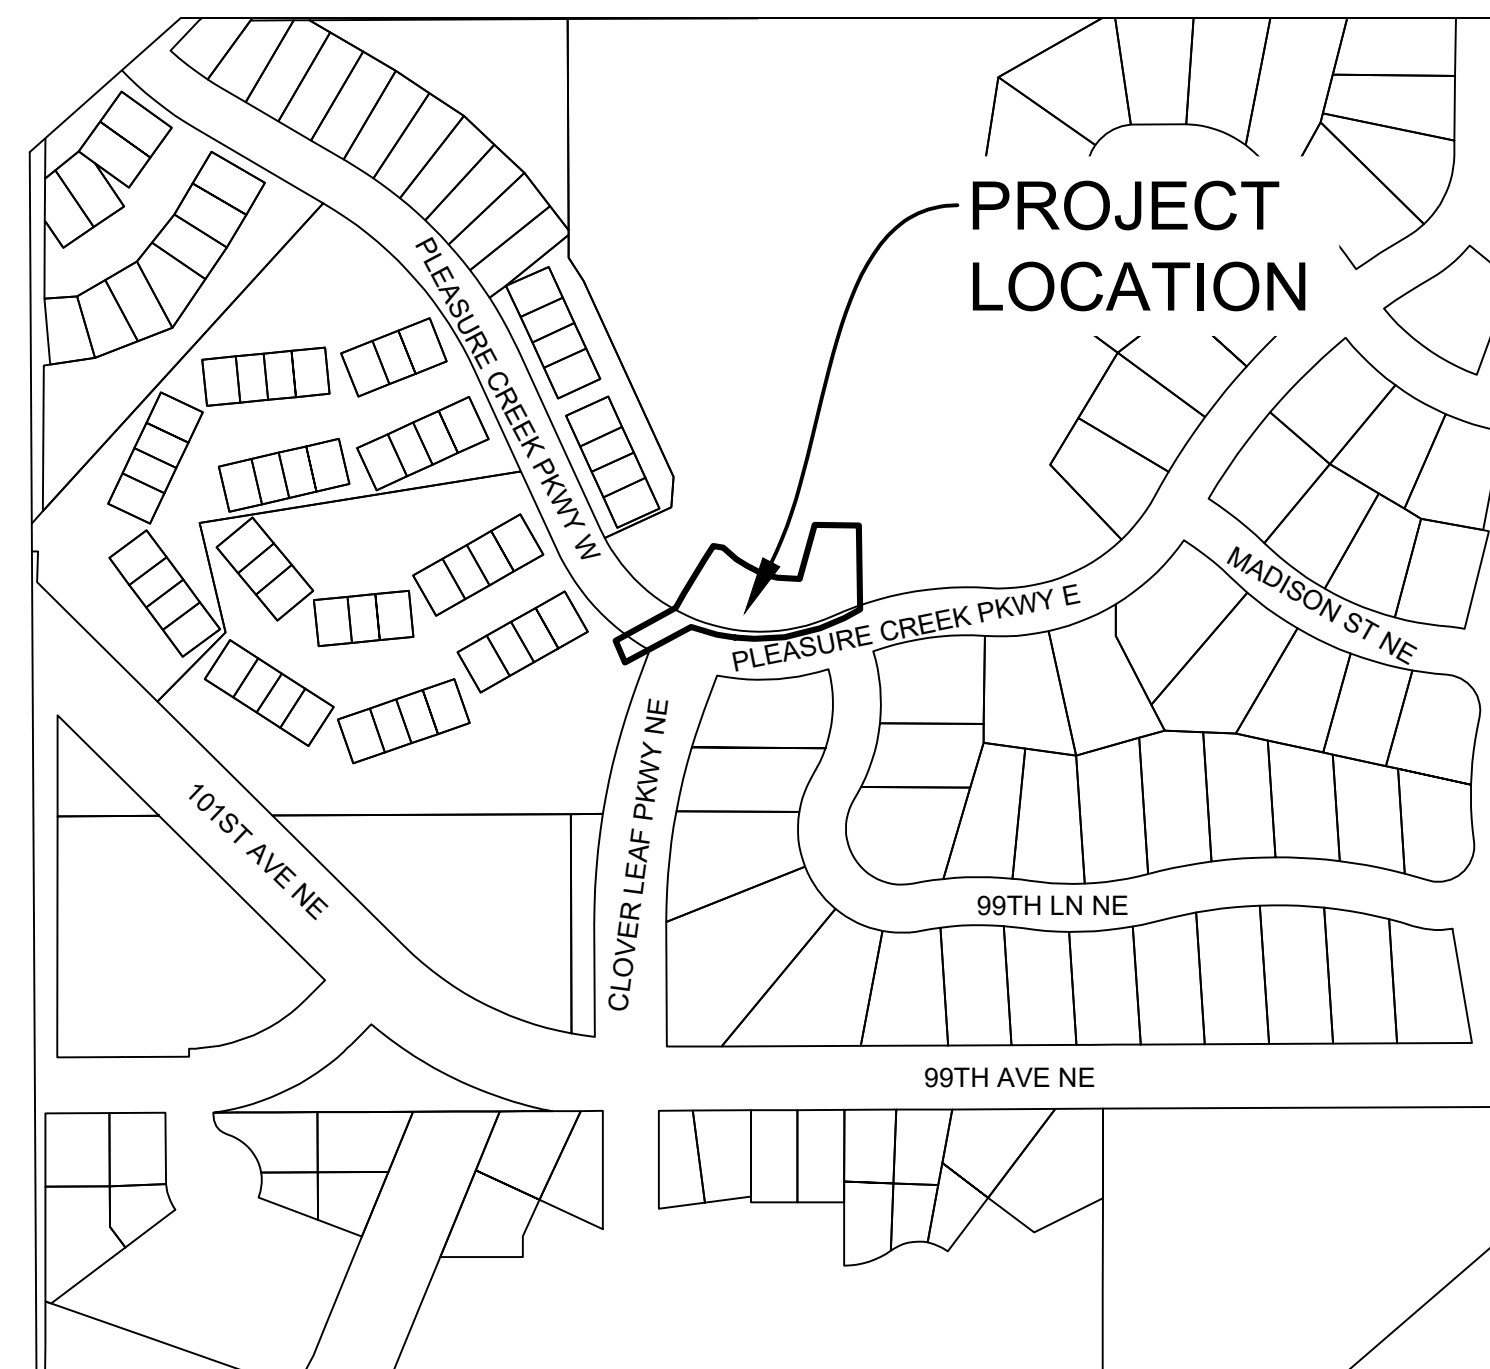 PROJECT
LOCATION
PLEASURE CREEK PKWY W
PLEASURE CREEK PKWY E
MADISON ST NE
CLOVER LEAF PKWY NE
101ST AVE NE
99TH LN NE
99TH AVE NE